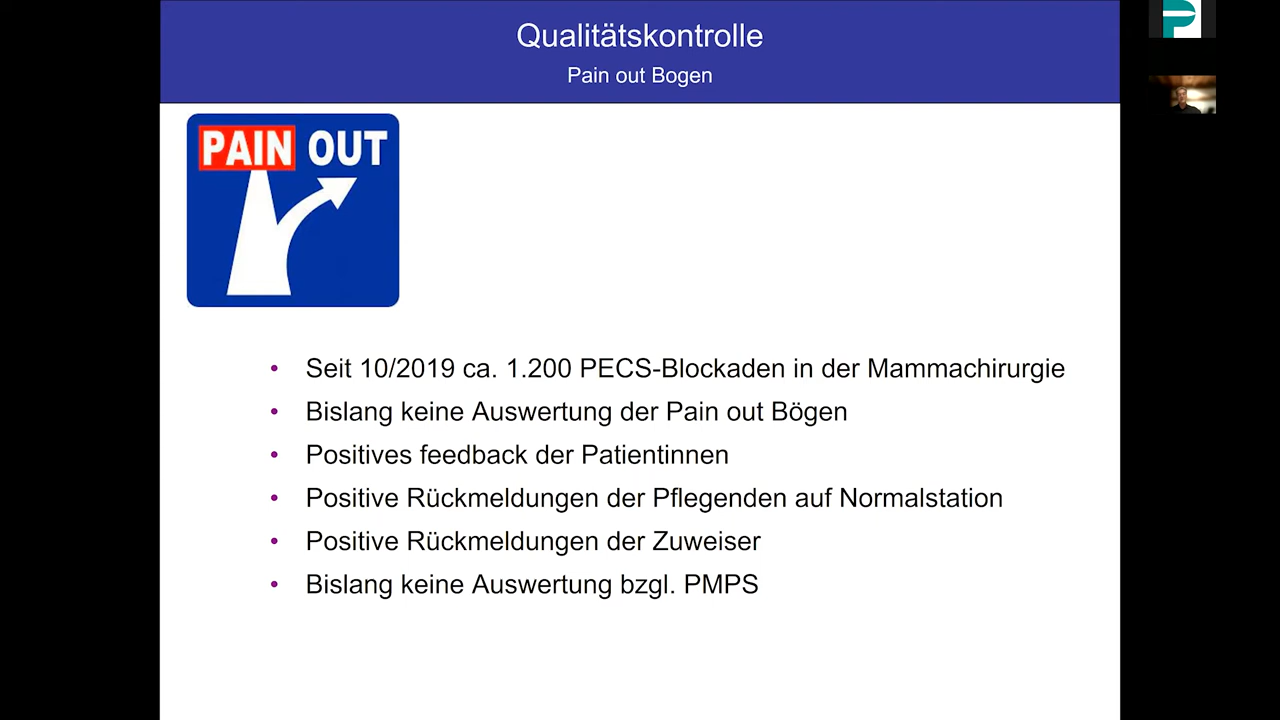 Qualitätskontrolle
Pain out Bogen
PAIN OUT
• Seit 10/2019 ca. 1.200 PECS-Blockaden in der Mammachirurgie
• Bislang keine Auswertung der Pain out Bögen
• Positives feedback der Patientinnen
• Positive Rückmeldungen der Pflegenden auf Normalstation
• Positive Rückmeldungen der Zuweiser
• Bislang keine Auswertung bzgl. PMPS